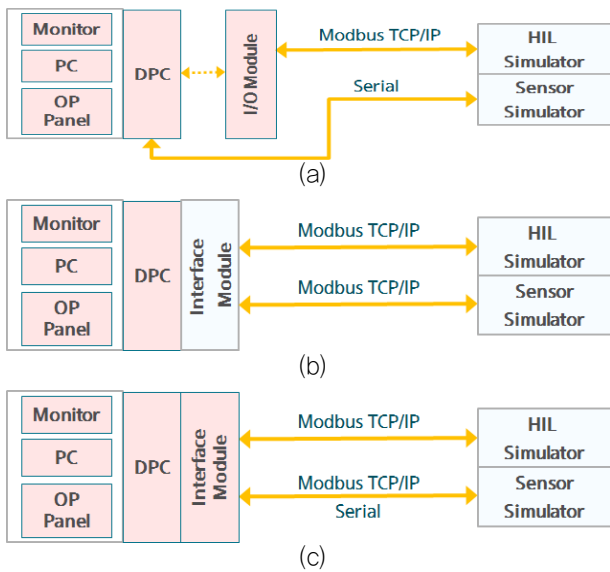 Monitor
PC
OP
Panel
DPC
I/O Module
Modbus TCP/IP
Serial
HIL
Simulator
Sensor
Simulator
(a)
Monitor
PC
OP
Panel
DPC
Interface
Module
Modbus TCP/IP
Modbus TCP/IP
HIL
Simulator
Sensor
Simulator
(b)
Monitor
PC
OP
Panel
DPC
Interface
Module
Modbus TCP/IP
Modbus TCP/IP
Serial
HIL
Simulator
Sensor
Simulator
(c)